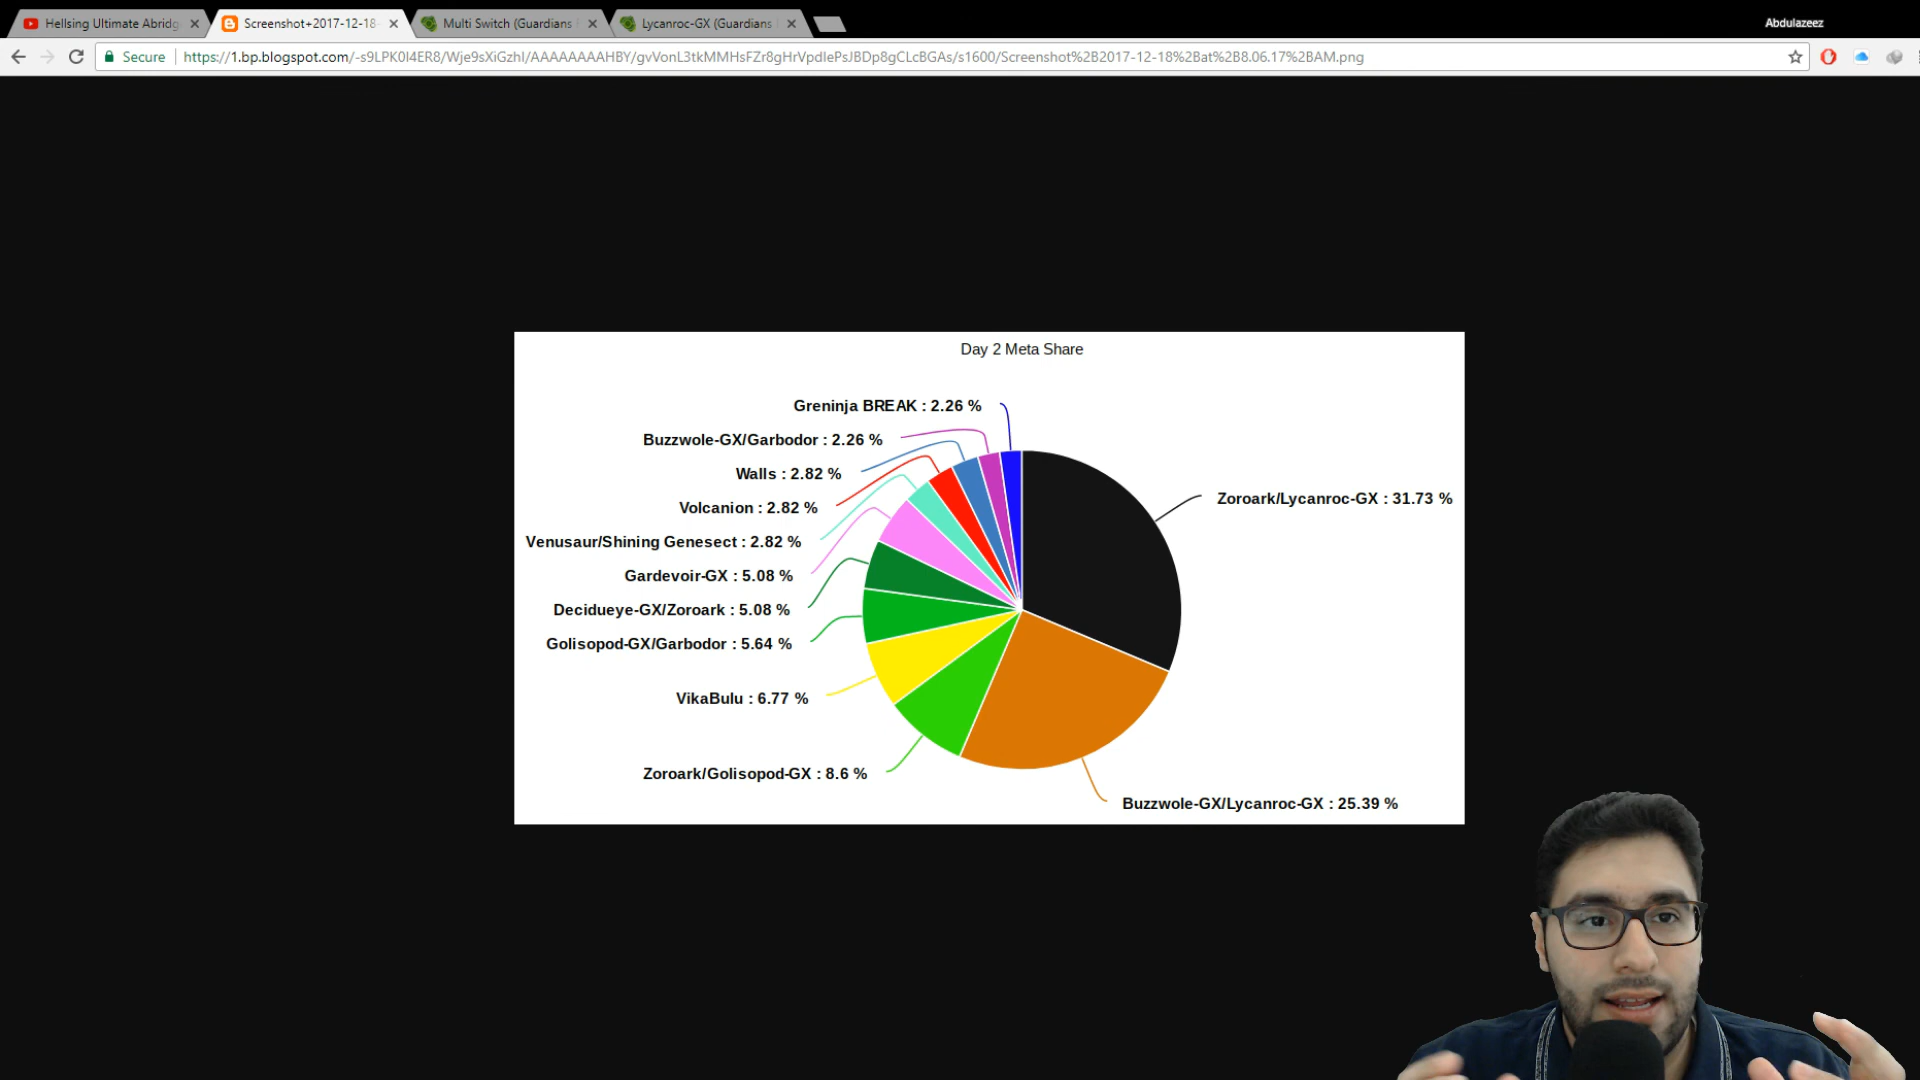 Hellsing Ultimate Abridg
Screenshot+2017-12-18-
Multi Switch (Guardians
Lycanroc-GX (Guardians
Abdulazeez
Secure
https://1.bp.blogspot.com/-s9LPK0I4ER8/Wje9sXiGzhI/AAAAAAAAHBY/gvVonL3tkMMHsFZr8gHrVpdIePsJBDp8gCLcBGAs/s1600/Screenshot%2B2017-12-18%2Bat%2B8.06.17%2BAM.png
Day 2 Meta Share
Greninja BREAK : 2.26 %
Buzzwole-GX/Garbodor : 2.26 %
Walls : 2.82 %
Zoroark/Lycanroc-GX : 31.73 %
Volcanion : 2.82 %
Venusaur/Shining Genesect : 2.82 %
Gardevoir-GX : 5.08 %
Decidueye-GX/Zoroark : 5.08 %
Golisopod-GX/Garbodor : 5.64 %
VikaBulu : 6.77 %
Zoroark/Golisopod-GX : 8.6 %
Buzzwole-GX/Lycanroc-GX : 25.39 %